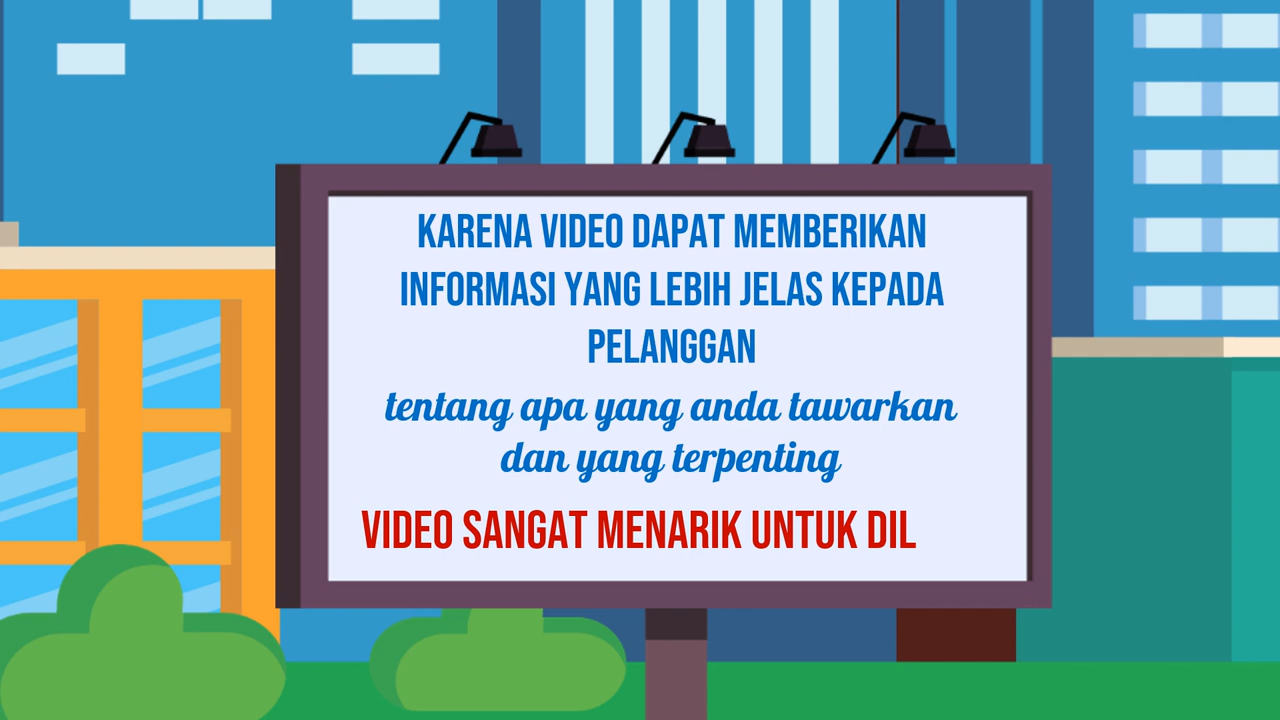 KARENA VIDEO DAPAT MEMBERIKAN
INFORMASI YANG LEBIH JELAS KEPADA
PELANGGAN
tentang apa yang anda tawarkan
dan yang terpenting
VIDEO SANGAT MENARIK UNTUK DIL